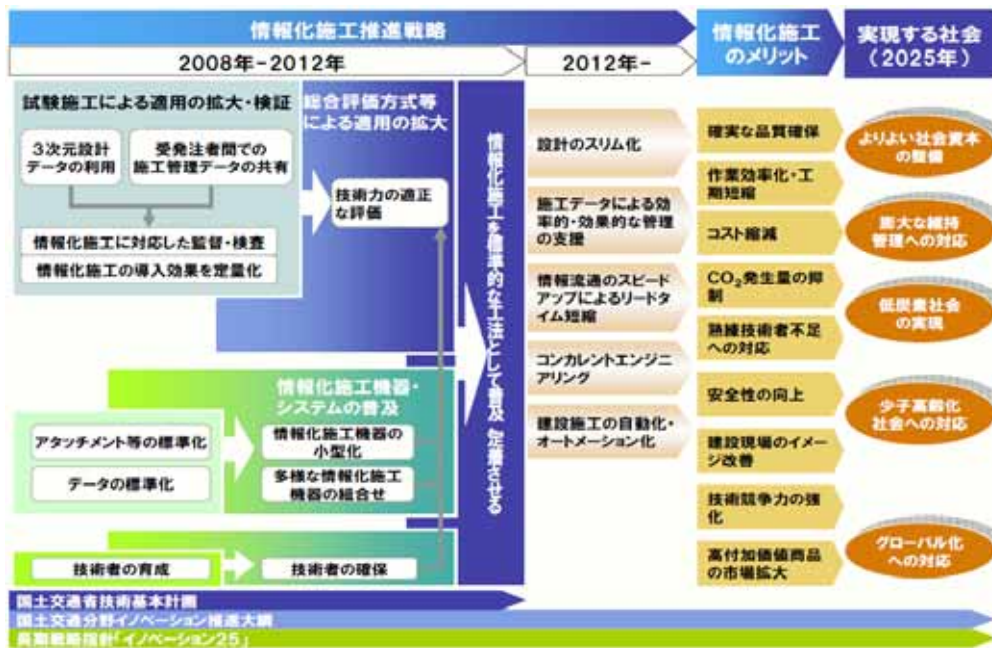 情報化施工推進戦略
情報化施工
のメリット
実現する社会
（2025年）
2008年-2012年
2012年-
試験施工による適用の拡大・検証
3次元設計
データの利用
受発注者間での
施工管理データの共有
情報化施工に対応した監督・検査
情報化施工の導入効果を定量化
総合評価方式等
による適用の拡大
技術力の適正
な評価
情報化施工機器・
システムの普及
アタッチメント等の標準化
データの標準化
情報化施工機器の
小型化
多様な情報化施工
機器の組合せ
技術者の育成
技術者の確保
情報化施工を標準的な工法として普及 定着させる
設計のスリム化
施工データによる効
率的・効果的な管理
の支援
情報流通のスピード
アップによるリードタ
イム短縮
コンカレントエンジニ
アリング
建設施工の自動化・
オートメーション化
確実な品質確保
作業効率化・工
期短縮
コスト縮減
CO₂発生量の抑
制
熟練技術者不足
への対応
安全性の向上
建設現場のイメー
ジ改善
技術競争力の強
化
高付加価値商品
の市場拡大
よりよい社会資本
の整備
膨大な維持
管理への対応
低炭素社会
の実現
少子高齢化
社会への対応
グローバル化
への対応
国土交通省技術基本計画
国土交通分野イノベーション推進大綱
長期戦略指針「イノベーション25」